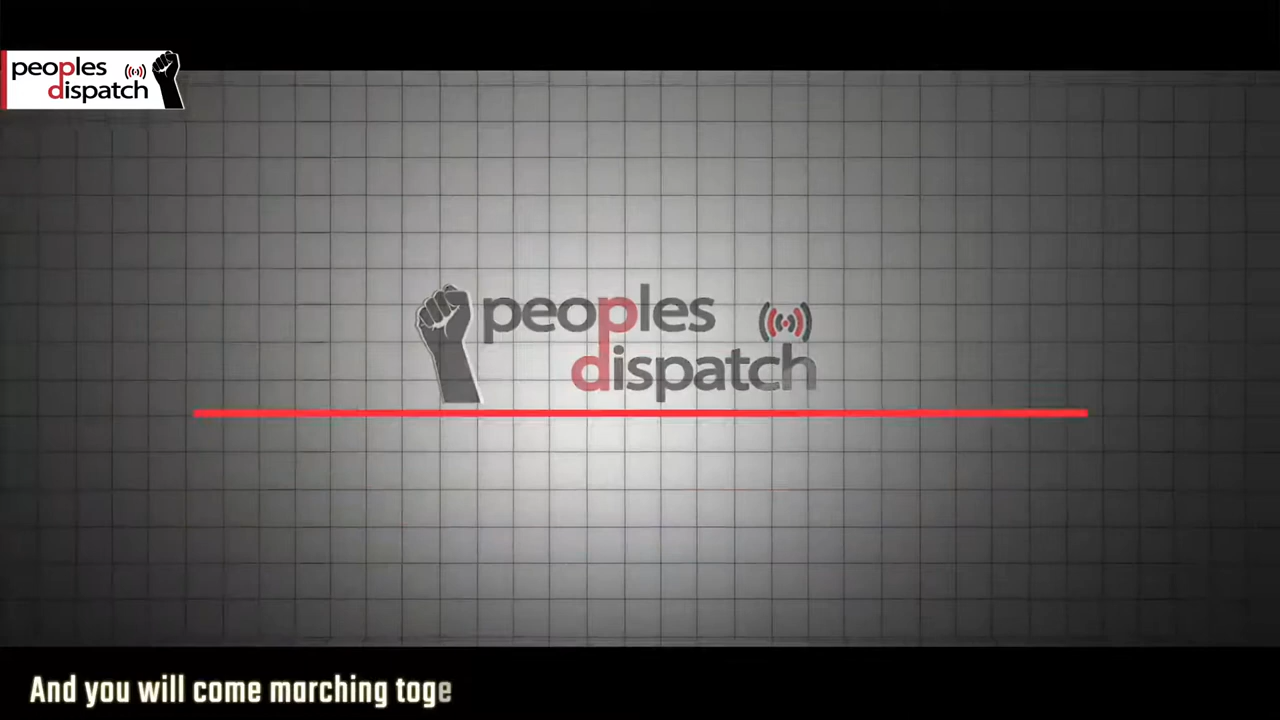 peoples
dispatch
peoples
dispatch
And you will come marching toge